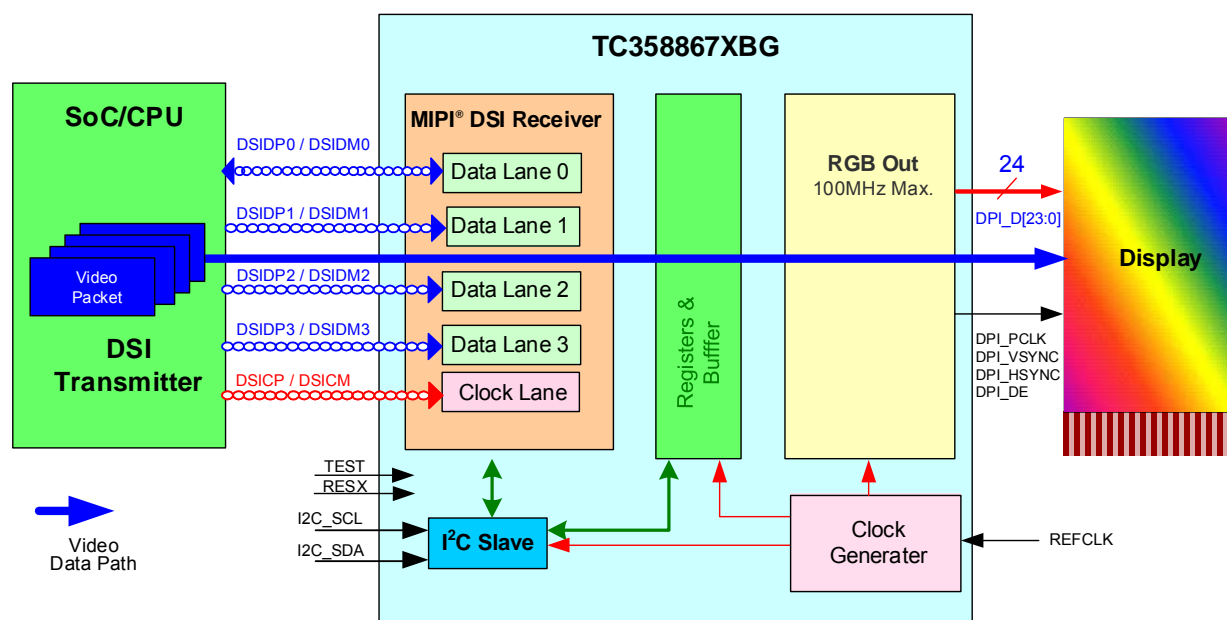 TC358867XBG
SoC/CPU
MIPI® DSI Receiver
DSIDP0 / DSIDM0
Data Lane 0
DSIDP1 / DSIDM1
Data Lane 1
DSIDP2 / DSIDM2
Data Lane 2
DSIDP3 / DSIDM3
Data Lane 3
DSICP / DSICM
Clock Lane
Video
Packet
DSI
Transmitter
Registers &
Bufffer
RGB Out
100MHz Max.
24
DPI_D[23:0]
Display
DPI_PCLK
DPI_VSYNC
DPI_HSYNC
DPI_DE
TEST
RESX
I2C_SCL
I2C_SDA
I²C Slave
Clock
Generater
REFCLK
Video
Data Path